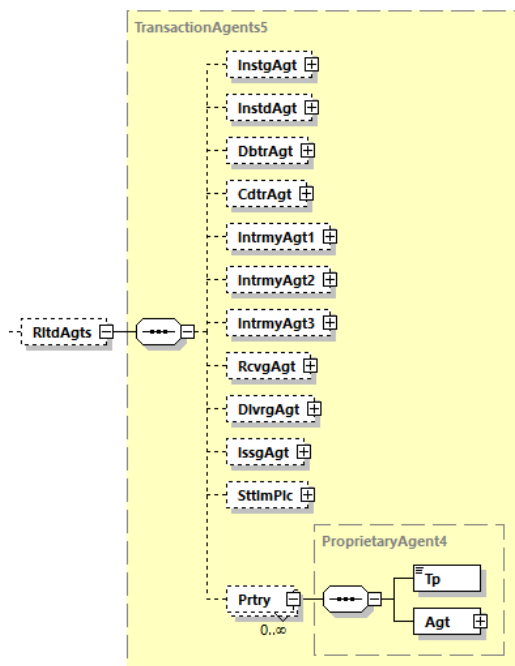 TransactionAgents5
InstgAgt
InstdAgt
DbtrAgt
CdtrAgt
IntrmyAgt1
IntrmyAgt2
IntrmyAgt3
RltdAgts
RcvgAgt
DlvrgAgt
IssgAgt
SttlmPlc
ProprietaryAgent4
Tp
Prtry
Agt
0..∞